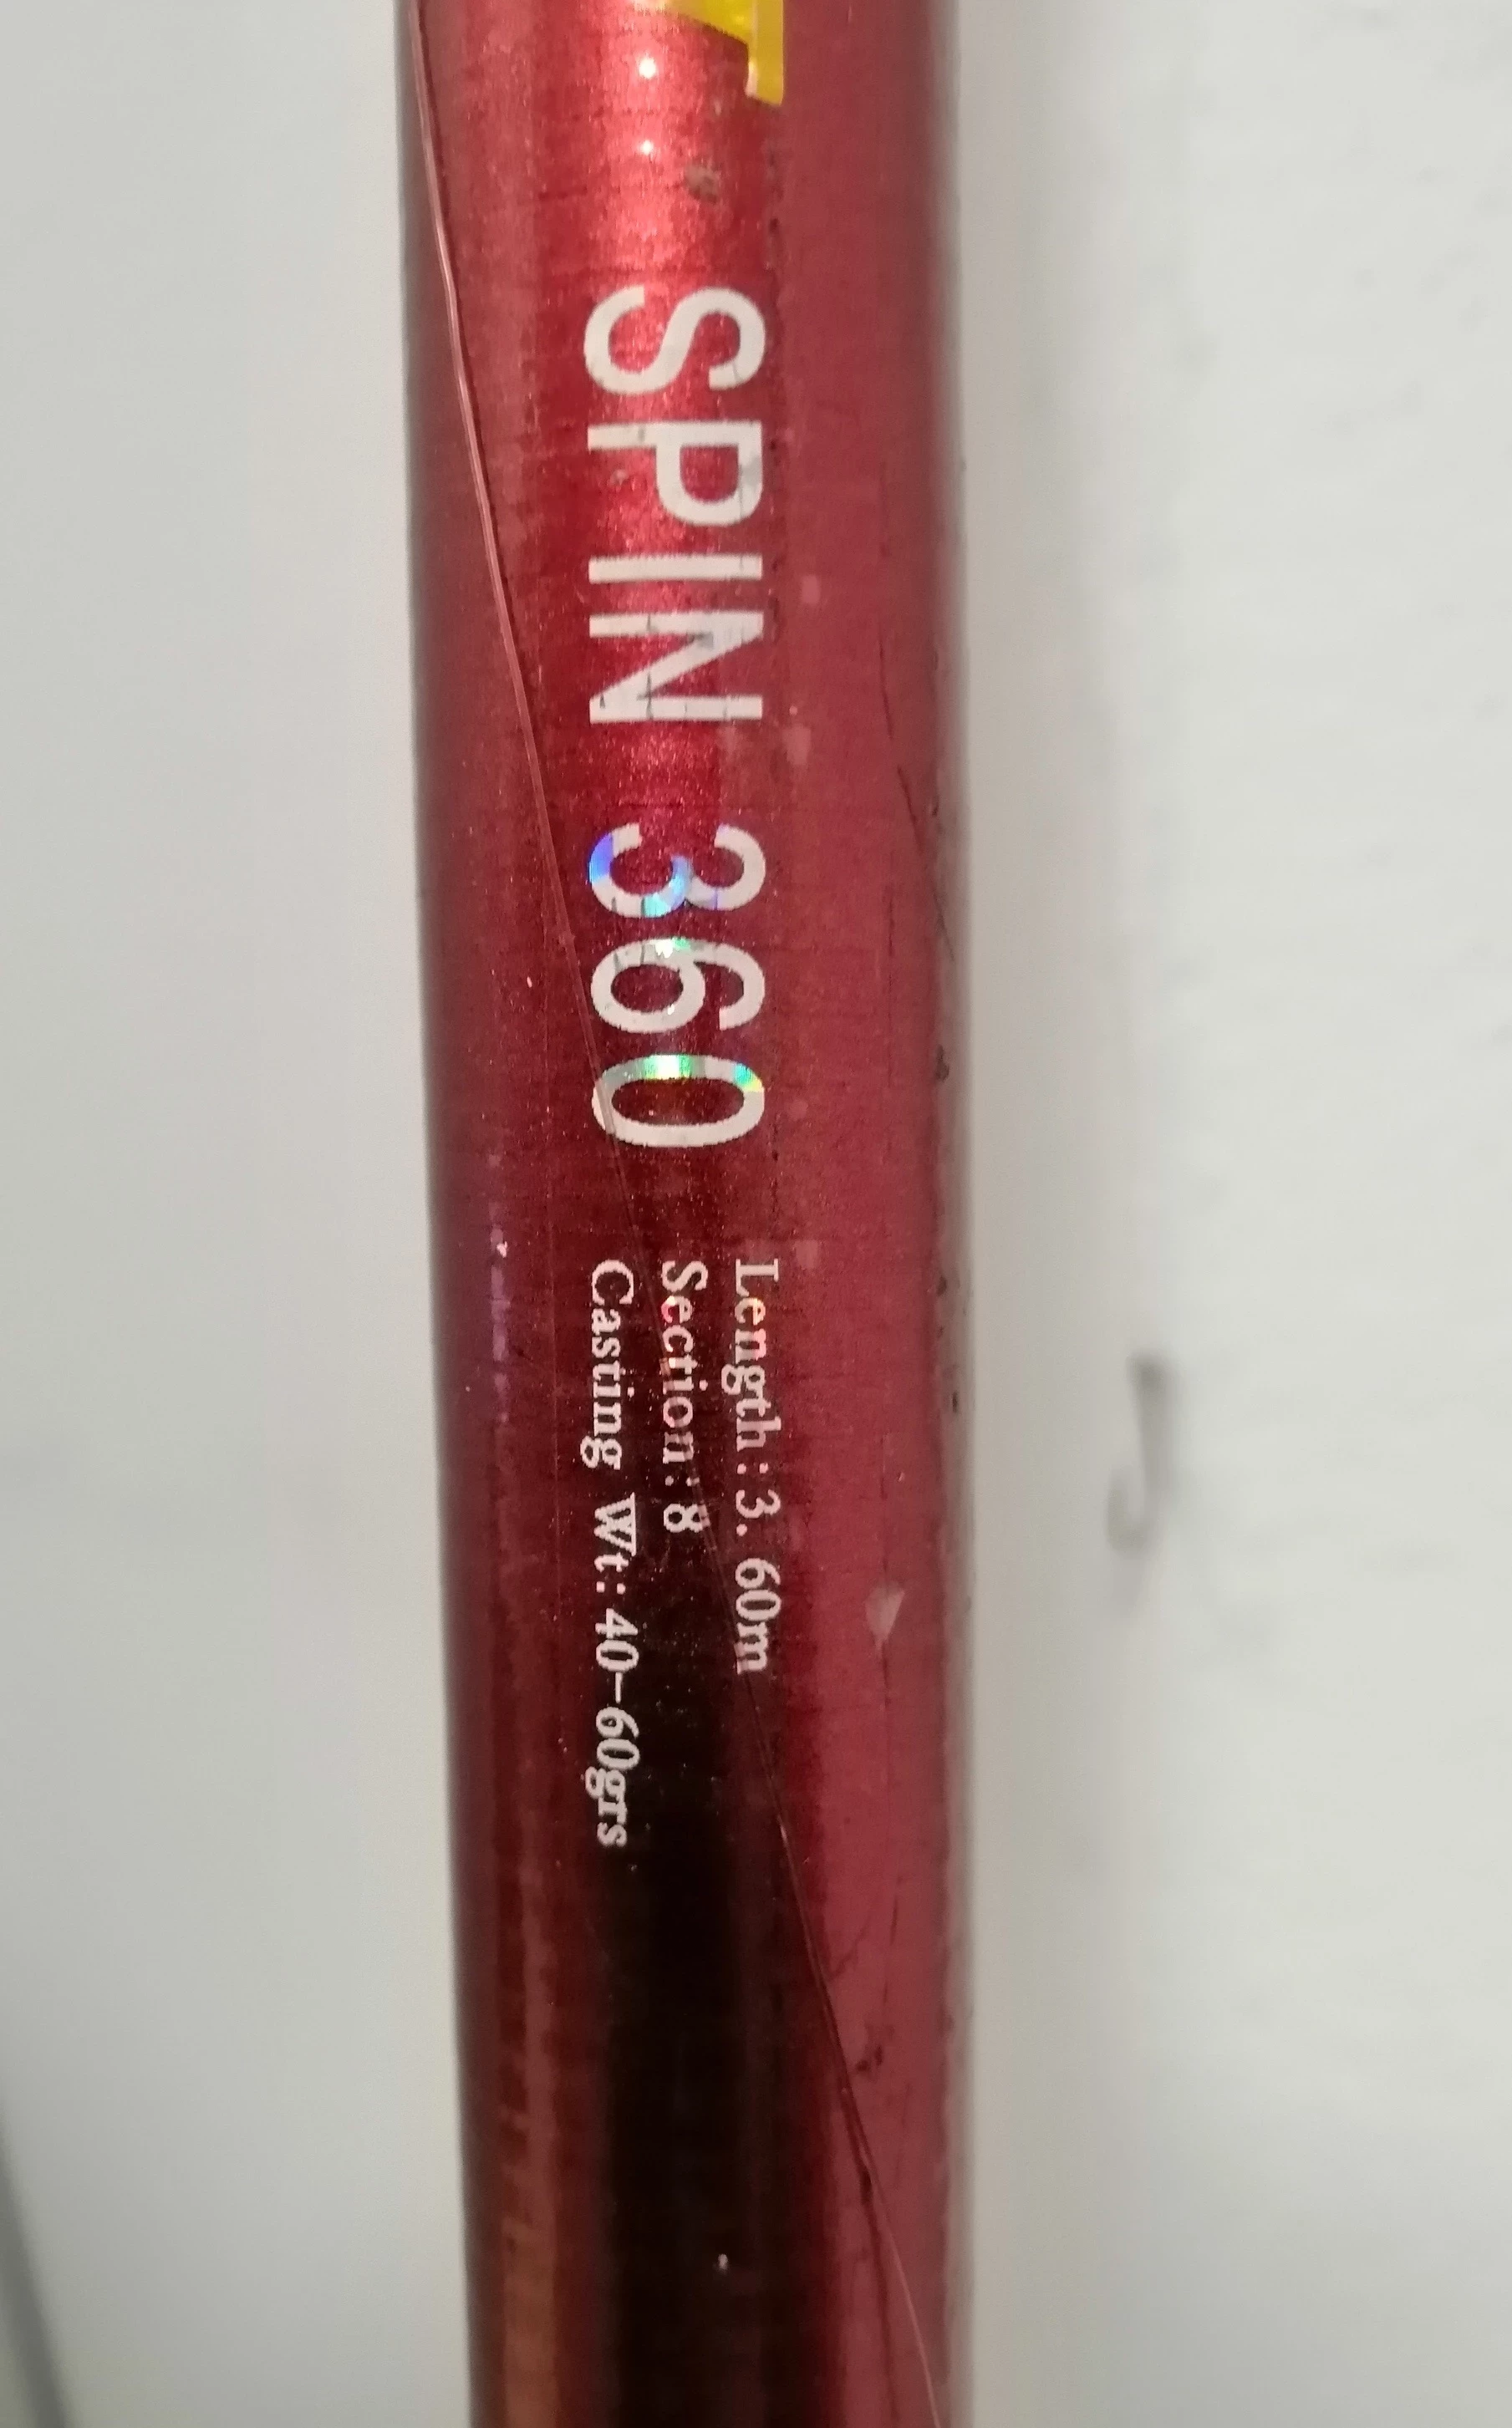 SPIN 360
Length:3. 60m
Section:8
Casting Wt:40-60grs